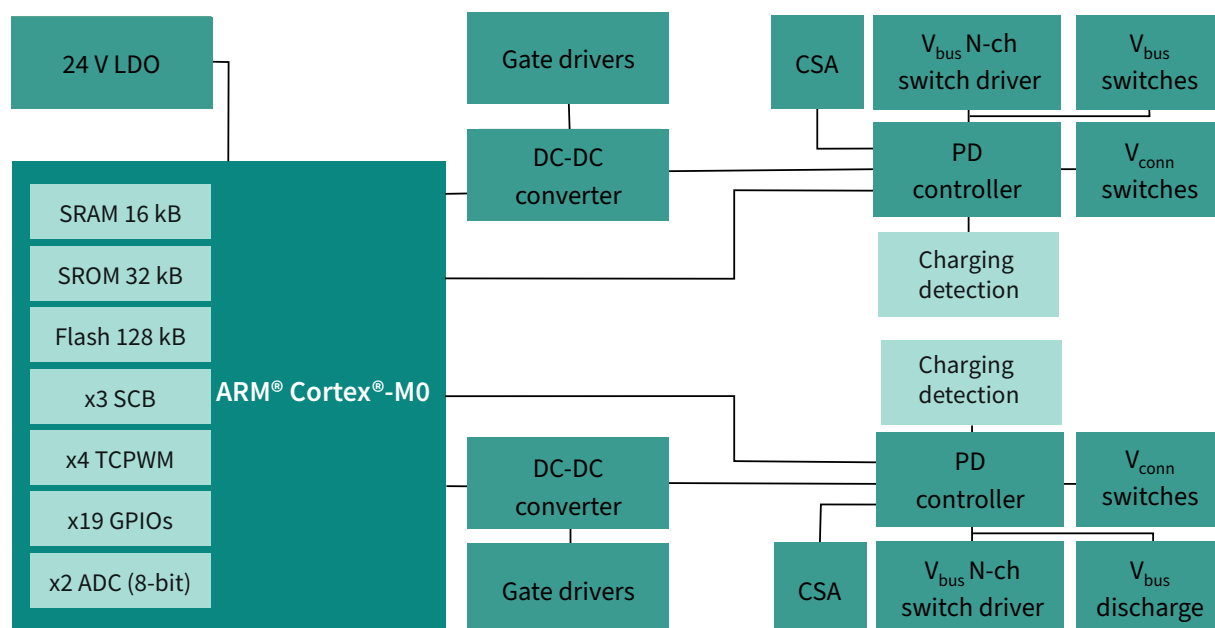 24 V LDO
Gate drivers
CSA
Vbus N-ch
switch driver
Vbus
switches
DC-DC
converter
PD
controller
Vconn
switches
SRAM 16 kB
SROM 32 kB
Flash 128 kB
x3 SCB
x4 TCPWM
x19 GPIOs
x2 ADC (8-bit)
ARM® Cortex®-M0
Charging
detection
Charging
detection
DC-DC
converter
PD
controller
Vconn
switches
Gate drivers
CSA
Vbus N-ch
switch driver
Vbus
discharge